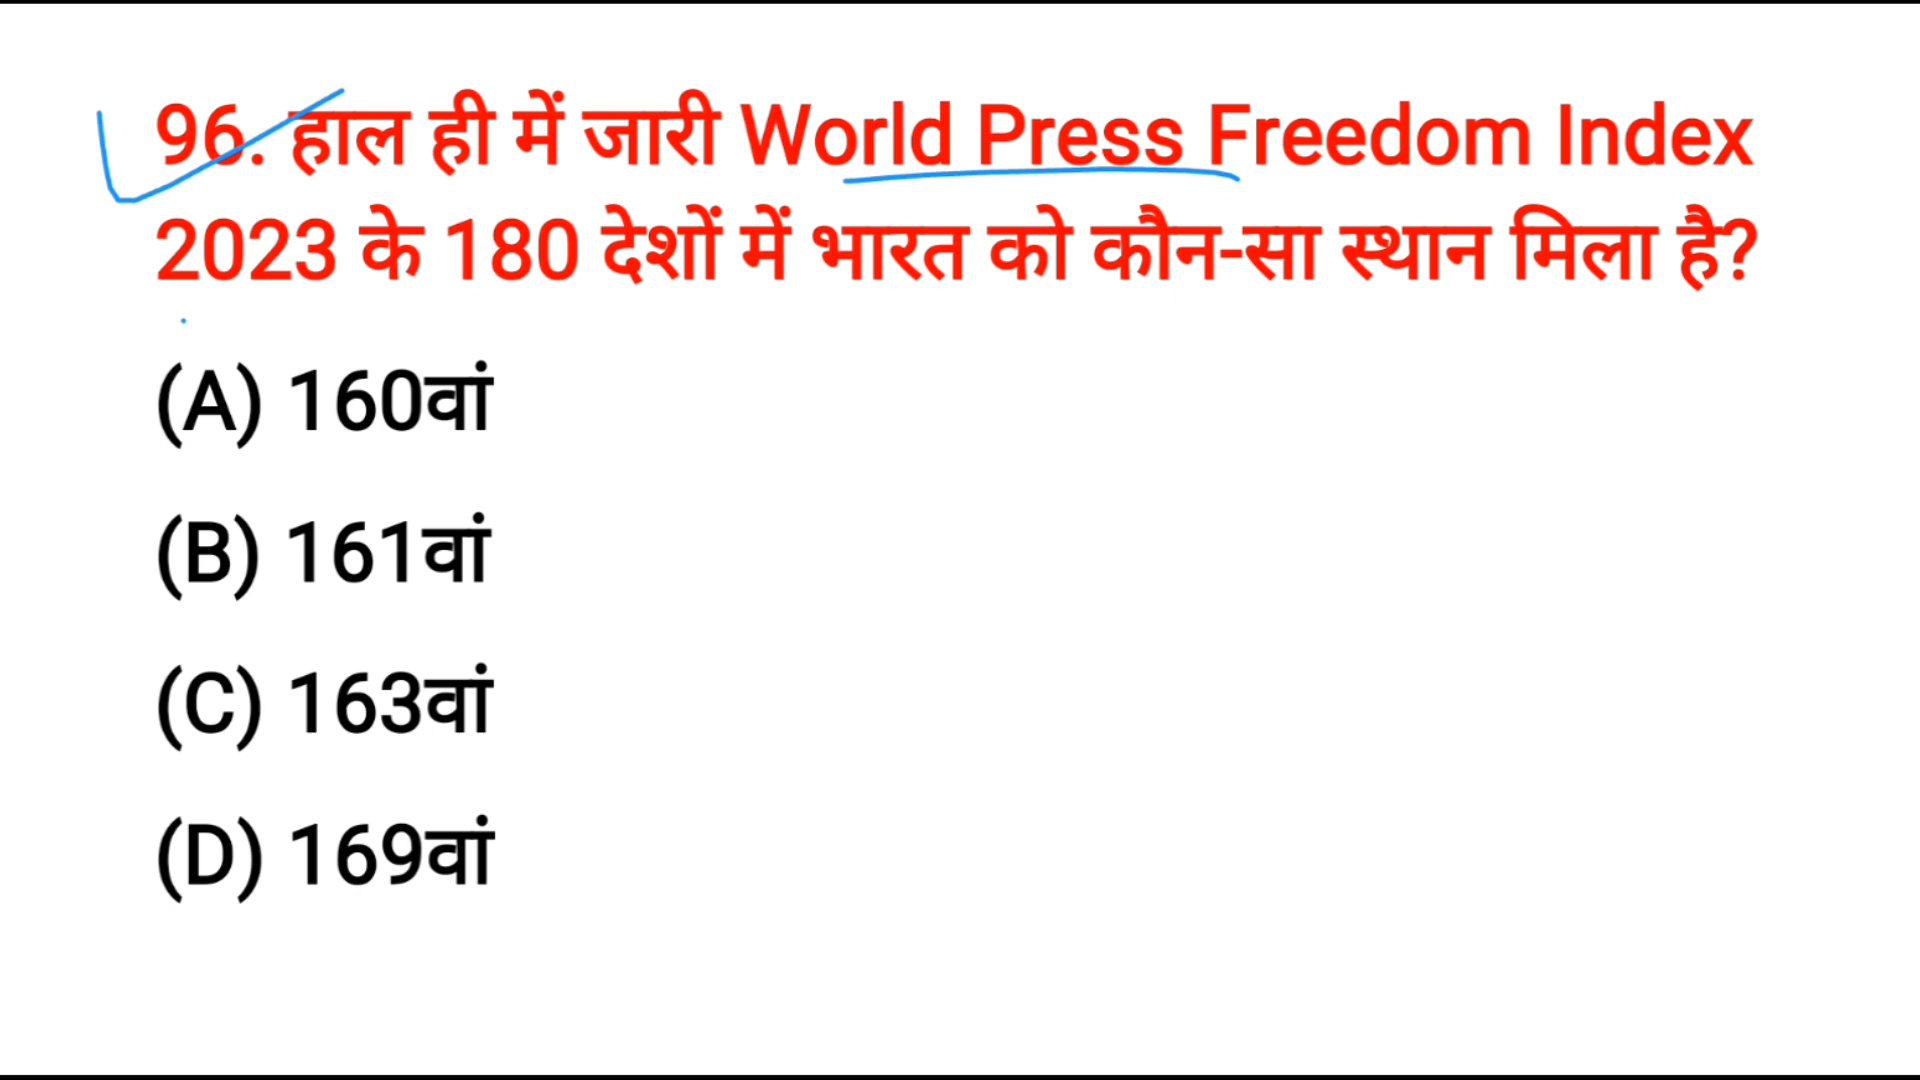 96. हाल ही में जारी World Press Freedom Index
2023 के 180 देशों में भारत को कौन-सा स्थान मिला है?
(A) 160वां
(B) 161वां
(C) 163वां
(D) 169वां